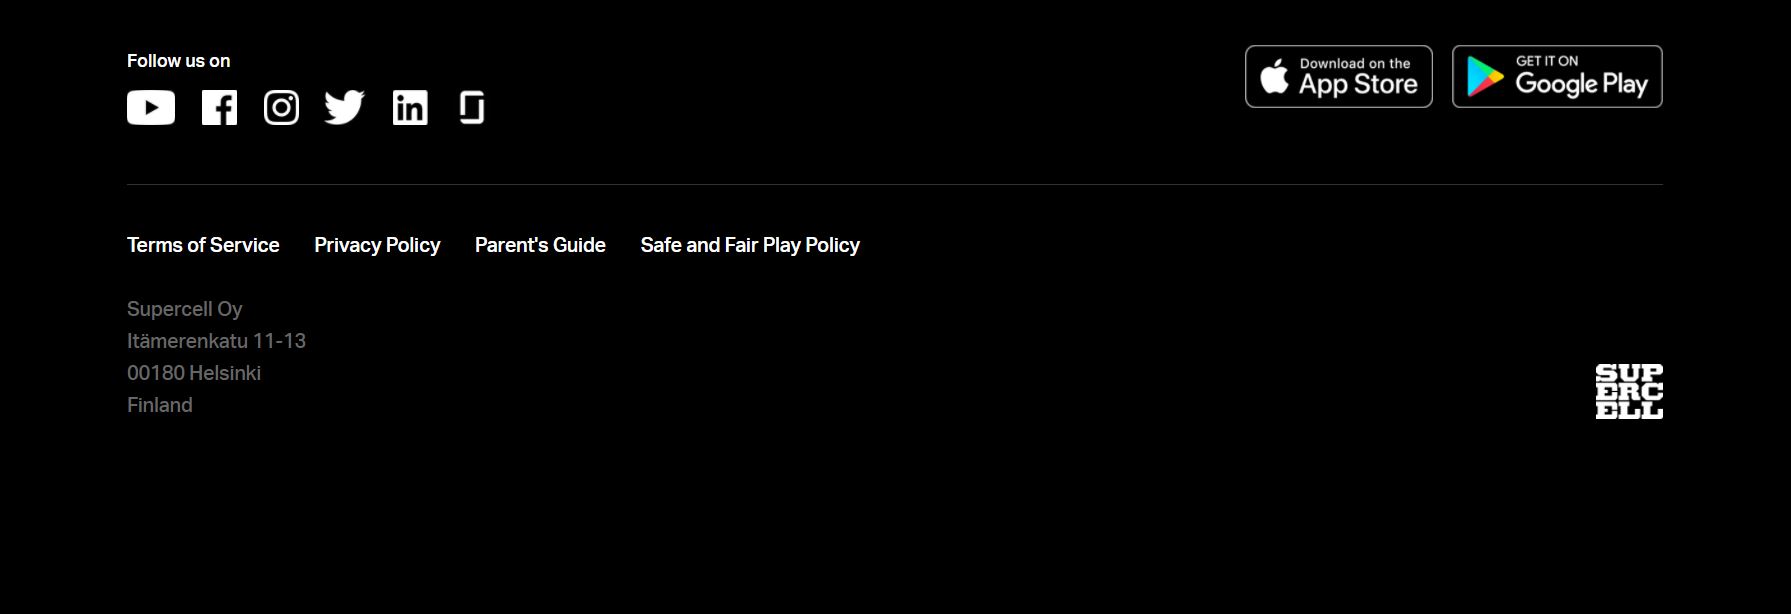 Follow us on
Download on the
App Store
GET IT ON
Google Play
Terms of Service Privacy Policy Parent's Guide Safe and Fair Play Policy
Supercell Oy
Itämerenkatu 11-13
00180 Helsinki
Finland
SUP
ERC
ELL